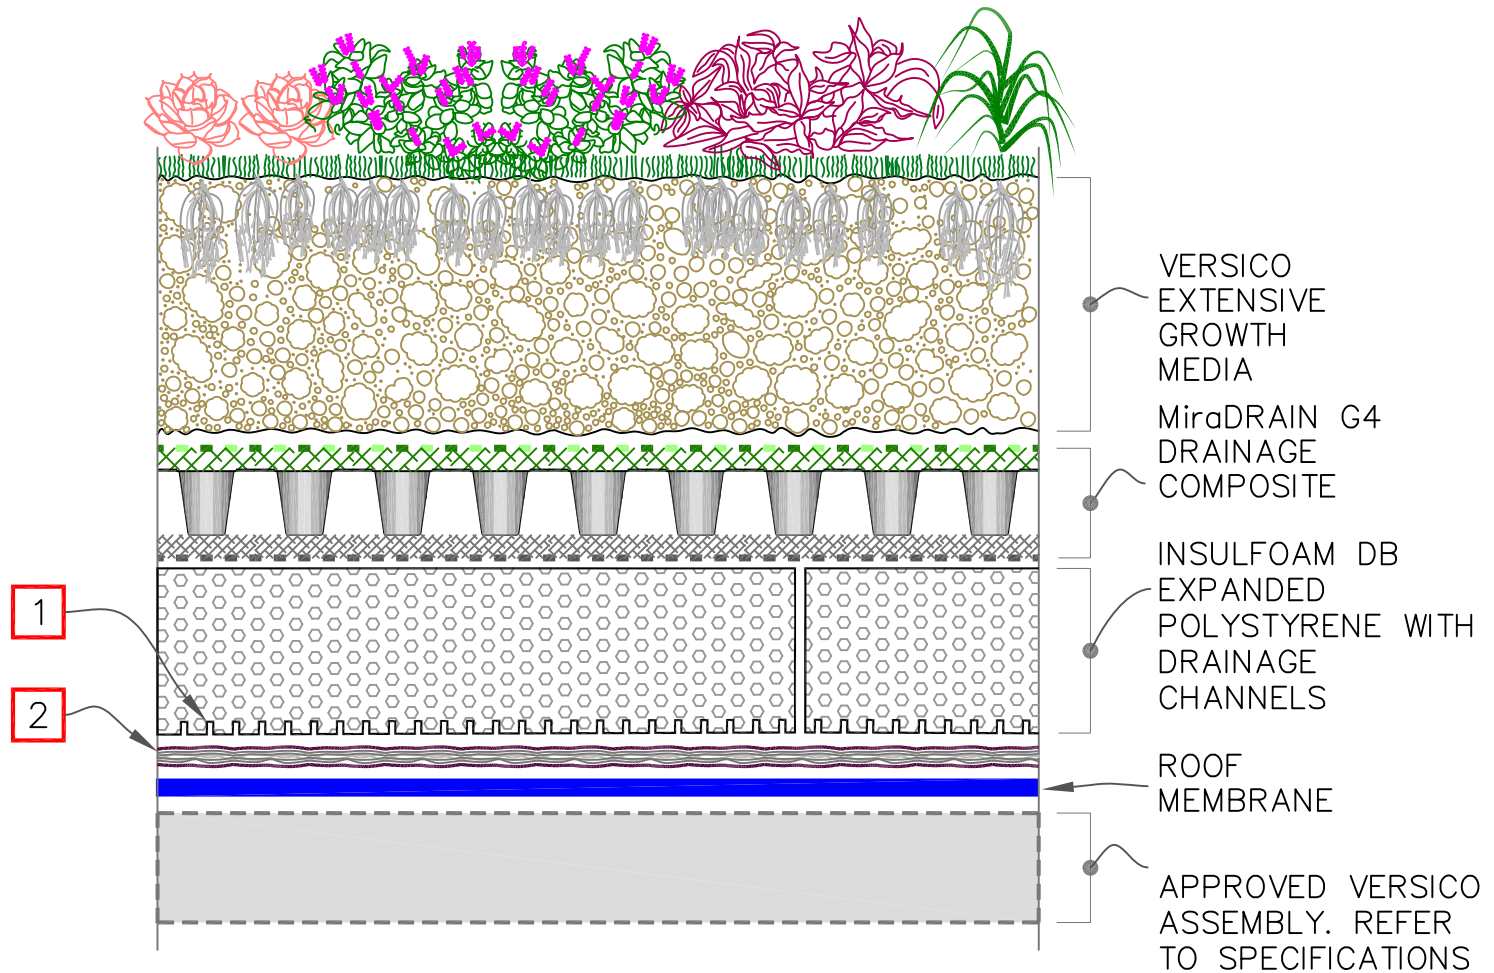 VERSICO
EXTENSIVE
GROWTH
MEDIA
MiraDRAIN G4
DRAINAGE
COMPOSITE
INSULFOAM DB
EXPANDED
POLYSTYRENE WITH
DRAINAGE
CHANNELS
1
2
ROOF
MEMBRANE
APPROVED VERSICO
ASSEMBLY. REFER
TO SPECIFICATIONS